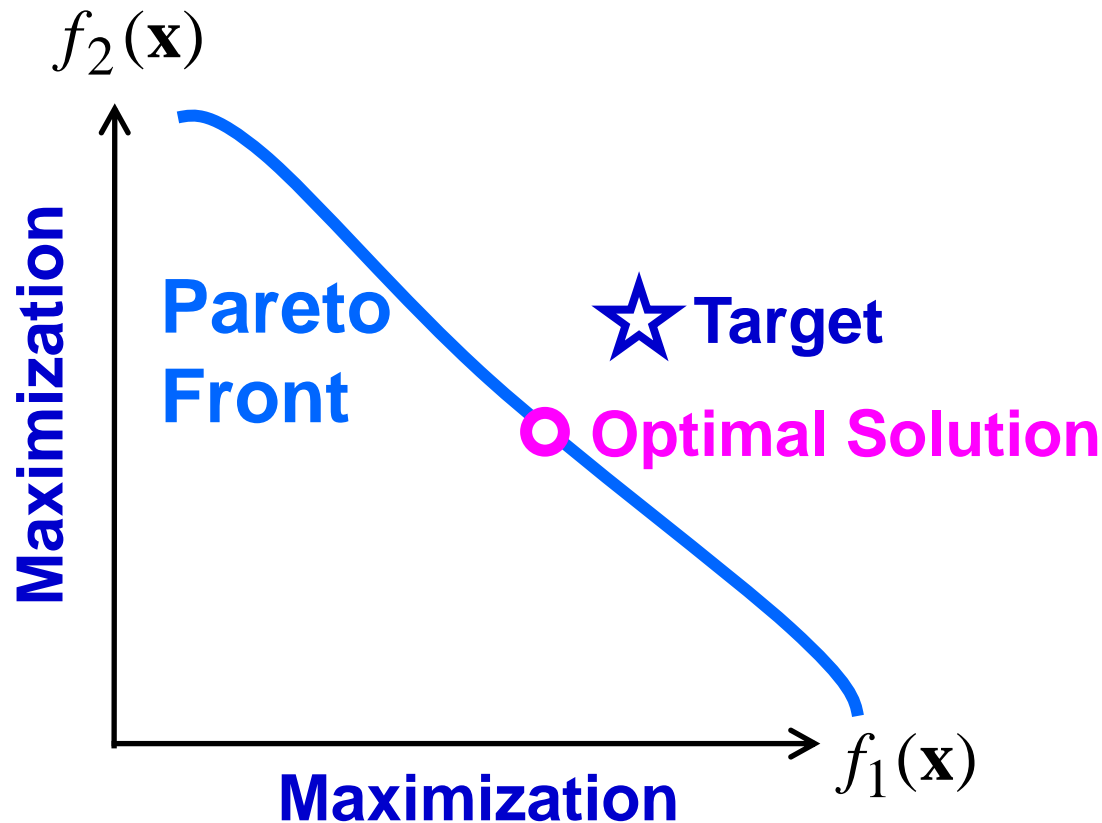 f₂(x)
Maximization
Pareto
Front
Target
Optimal Solution
f₁(x)
Maximization